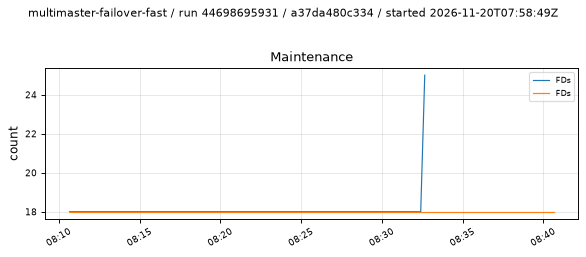 multimaster-failover-fast / run 44698695931 / a37da480c334 / started 2026-11-20T07:58:49Z
Maintenance
FDs
FDs
count
24
22
20
18
08:10
08:15
08:20
08:25
08:30
08:35
08:40